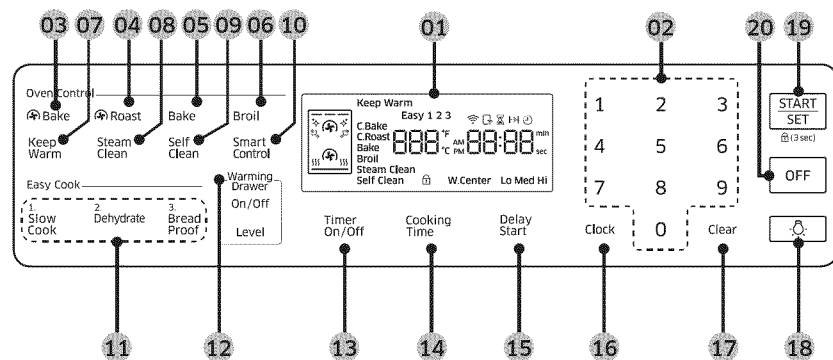 03 07 04 08 05 09 06 10 01 02 20 19
Oven Control
Bake Roast Bake Broil
Keep
Warm
Steam
Clean
Self
Clean
Smart
Control
Easy Cook
1.
Slow
Cook
2.
Dehydrate
3.
Bread
Proof
Warming
Drawer
On/Off
Level
Keep Warm
Easy 1 2 3
C.Bake
C.Roast
Bake
Broil
Steam Clean
Self Clean
888 °F
°C
AM
PM
88:88 min
sec
W.Center Lo Med Hi
Timer
On/Off
Cooking
Time
Delay
Start
Clock
Clear
1 2 3
4 5 6
7 8 9
0
START
SET
(3 sec)
OFF
11 12 13 14 15 16 17 18